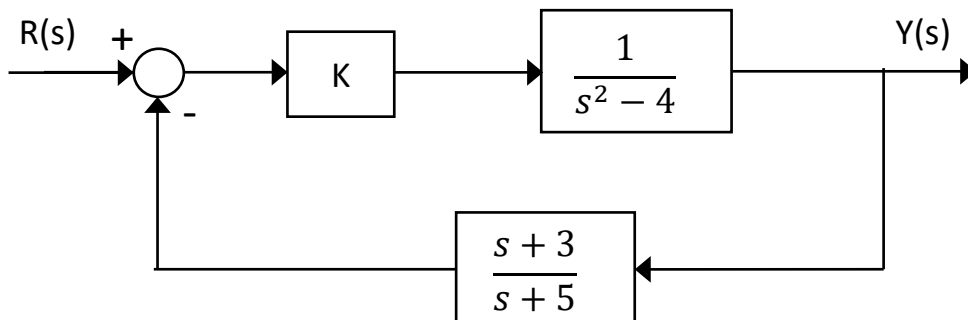 R(s)
+
-
K
1
s² − 4
Y(s)
s + 3
s + 5